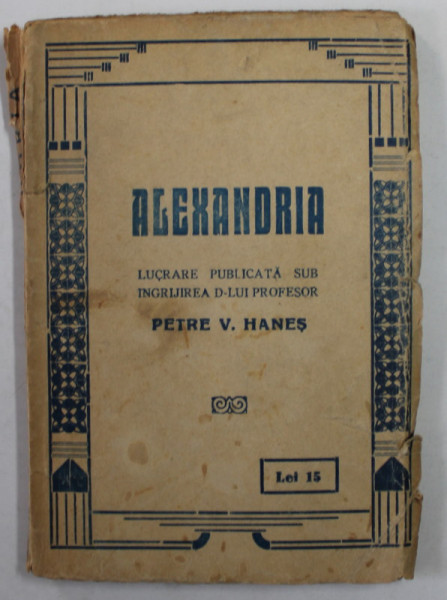 ALEXANDRIA
LUCRARE PUBLICATĂ SUB
INGRIJIREA D-LUI PROFESOR
PETRE V. HANEȘ
Lei 15